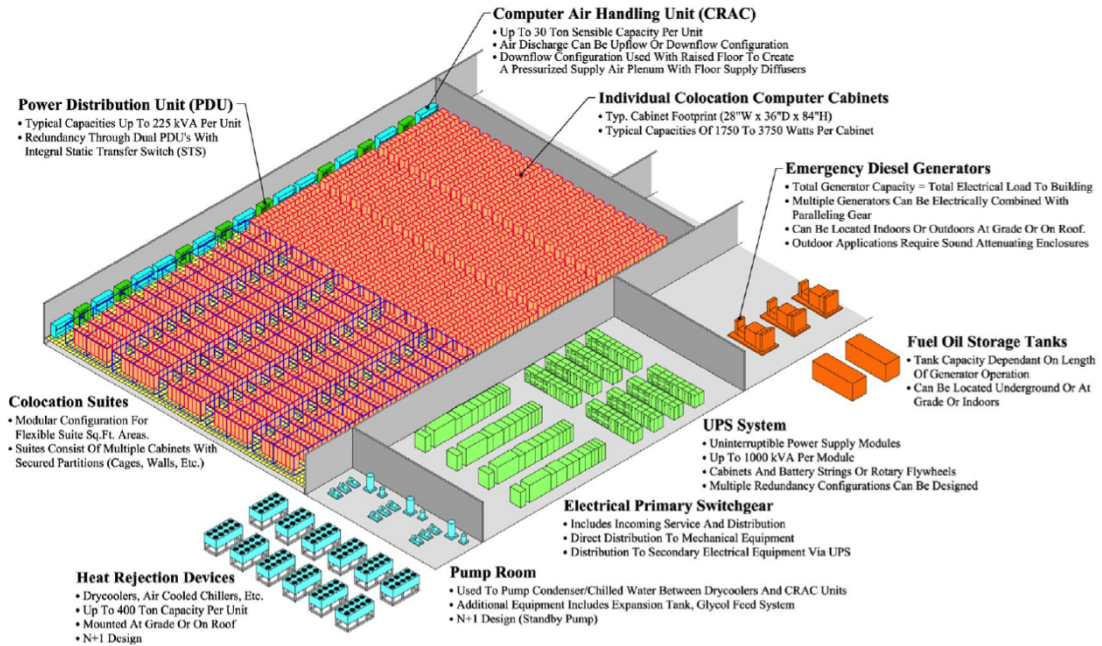 Computer Air Handling Unit (CRAC)
• Up To 30 Ton Sensible Capacity Per Unit
• Air Discharge Can Be Upflow Or Downflow Configuration
• Downflow Configuration Used With Raised Floor To Create
A Pressurized Supply Air Plenum With Floor Supply Diffusers
Power Distribution Unit (PDU)
• Typical Capacities Up To 225 kVA Per Unit
• Redundancy Through Dual PDU's With
Integral Static Transfer Switch (STS)
Individual Colocation Computer Cabinets
• Typ. Cabinet Footprint (28"W x 36"D x 84"H)
• Typical Capacities Of 1750 To 3750 Watts Per Cabinet
Emergency Diesel Generators
• Total Generator Capacity = Total Electrical Load To Building
• Multiple Generators Can Be Electrically Combined With
Paralleling Gear
• Can Be Located Indoors Or Outdoors At Grade Or On Roof.
• Outdoor Applications Require Sound Attenuating Enclosures
Fuel Oil Storage Tanks
• Tank Capacity Dependant On Length
Of Generator Operation
• Can Be Located Underground Or At
Grade Or Indoors
Colocation Suites
• Modular Configuration For
Flexible Suite Sq.Ft. Areas.
• Suites Consist Of Multiple Cabinets With
Secured Partitions (Cages, Walls, Etc.)
UPS System
• Uninterruptible Power Supply Modules
• Up To 1000 kVA Per Module
• Cabinets And Battery Strings Or Rotary Flywheels
• Multiple Redundancy Configurations Can Be Designed
Electrical Primary Switchgear
• Includes Incoming Service And Distribution
• Direct Distribution To Mechanical Equipment
• Distribution To Secondary Electrical Equipment Via UPS
Pump Room
• Used To Pump Condenser/Chilled Water Between Drycoolers And CRAC Units
• Additional Equipment Includes Expansion Tank, Glycol Feed System
• N+1 Design (Standby Pump)
Heat Rejection Devices
• Drycoolers, Air Cooled Chillers, Etc.
• Up To 400 Ton Capacity Per Unit
• Mounted At Grade Or On Roof
• N+1 Design